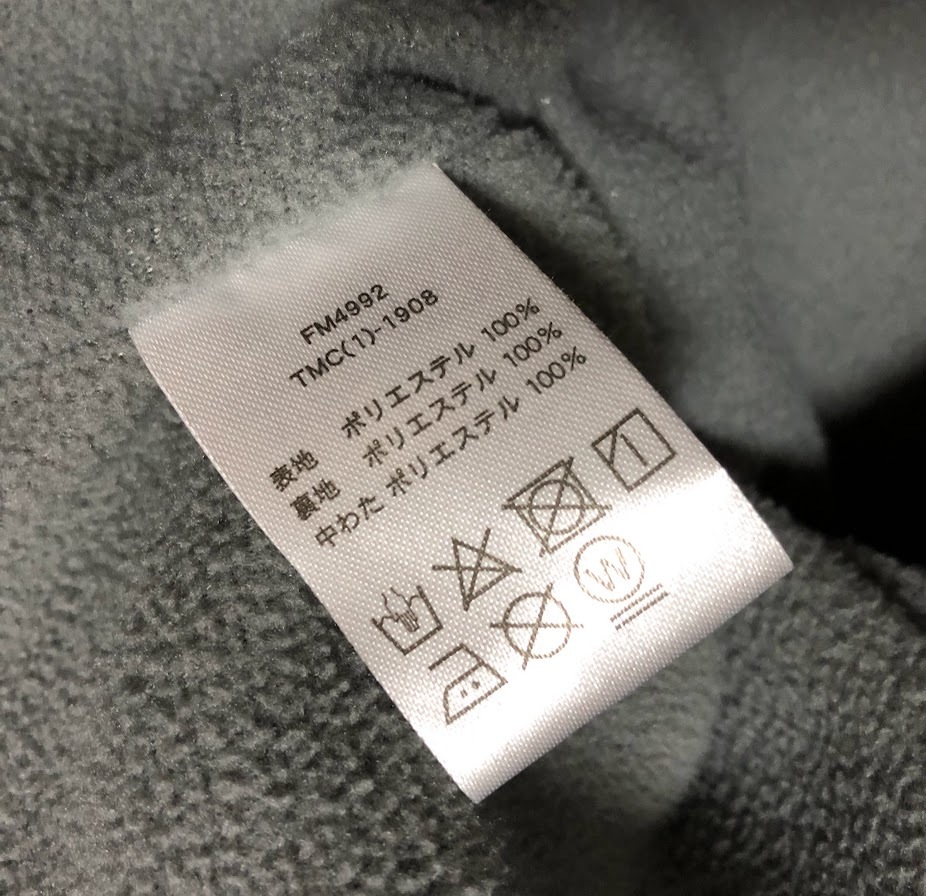 FM4992
TMC(1)-1908
表地 ポリエステル 100%
裏地 ポリエステル 100%
中わた ポリエステル 100%
W